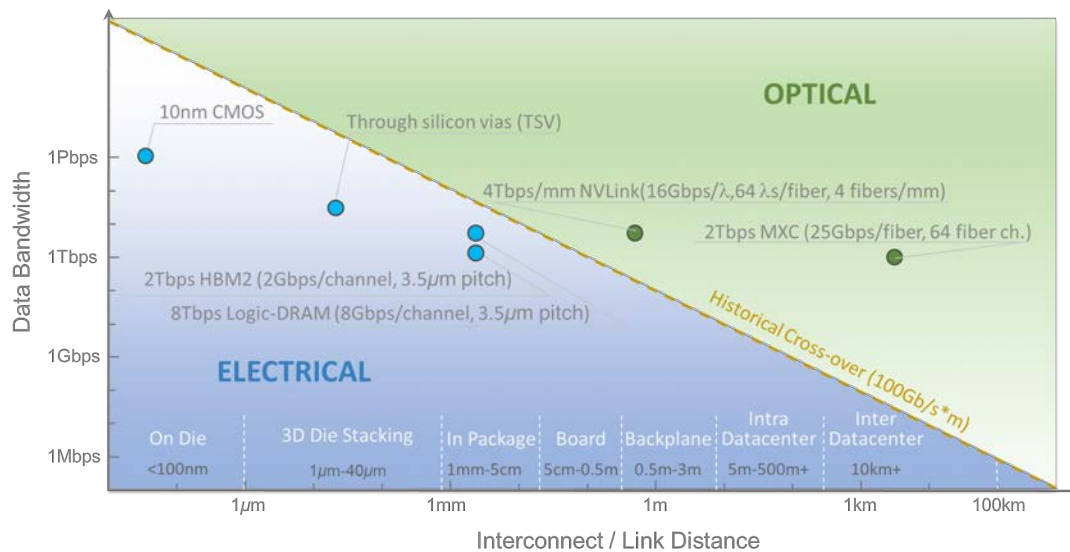 OPTICAL
10nm CMOS
Through silicon vias (TSV)
1Pbps
4Tbps/mm NVLink(16Gbps/λ,64 λs/fiber, 4 fibers/mm)
2Tbps MXC (25Gbps/fiber, 64 fiber ch.)
1Tbps
Data Bandwidth
2Tbps HBM2 (2Gbps/channel, 3.5µm pitch)
8Tbps Logic-DRAM (8Gbps/channel, 3.5µm pitch)
Historical Cross-over (100Gb/s*m)
1Gbps
ELECTRICAL
On Die
3D Die Stacking
In Package
Board
Backplane
Intra
Datacenter
Inter
Datacenter
1Mbps
<100nm
1µm-40µm
1mm-5cm
5cm-0.5m
0.5m-3m
5m-500m+
10km+
1µm
1mm
1m
1km
100km
Interconnect / Link Distance